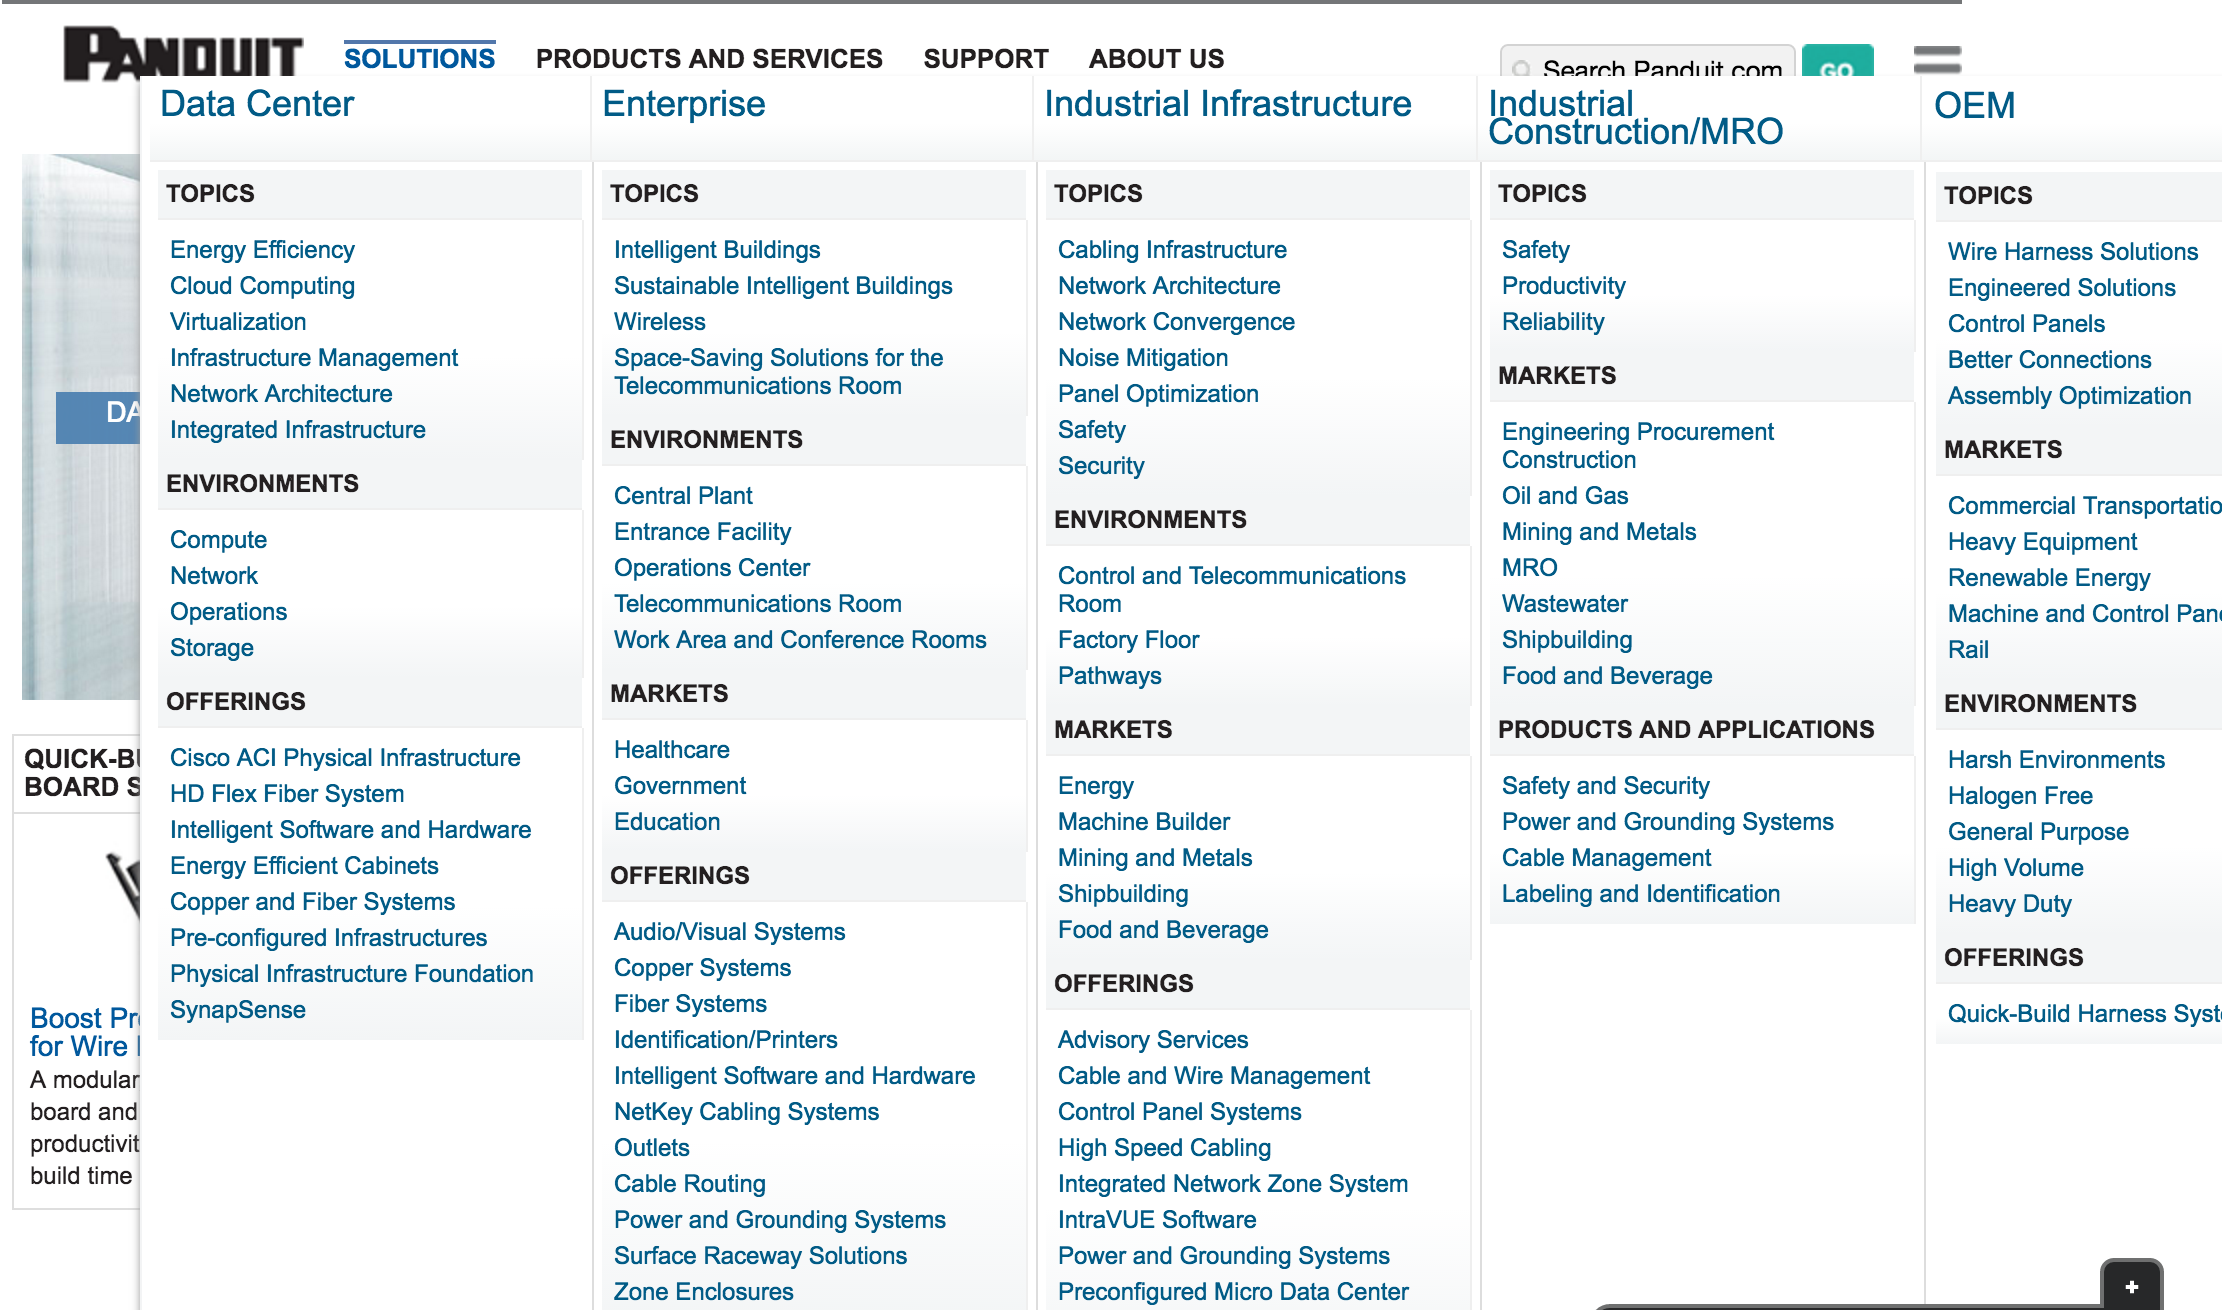 PANDUIT
SOLUTIONS
PRODUCTS AND SERVICES
SUPPORT
ABOUT US
Search Panduit.com
GO
Data Center
TOPICS
Energy Efficiency
Cloud Computing
Virtualization
Infrastructure Management
Network Architecture
Integrated Infrastructure
ENVIRONMENTS
Compute
Network
Operations
Storage
OFFERINGS
Cisco ACI Physical Infrastructure
HD Flex Fiber System
Intelligent Software and Hardware
Energy Efficient Cabinets
Copper and Fiber Systems
Pre-configured Infrastructures
Physical Infrastructure Foundation
SynapSense
Enterprise
TOPICS
Intelligent Buildings
Sustainable Intelligent Buildings
Wireless
Space-Saving Solutions for the
Telecommunications Room
ENVIRONMENTS
Central Plant
Entrance Facility
Operations Center
Telecommunications Room
Work Area and Conference Rooms
MARKETS
Healthcare
Government
Education
OFFERINGS
Audio/Visual Systems
Copper Systems
Fiber Systems
Identification/Printers
Intelligent Software and Hardware
NetKey Cabling Systems
Outlets
Cable Routing
Power and Grounding Systems
Surface Raceway Solutions
Zone Enclosures
Industrial Infrastructure
TOPICS
Cabling Infrastructure
Network Architecture
Network Convergence
Noise Mitigation
Panel Optimization
Safety
Security
ENVIRONMENTS
Control and Telecommunications
Room
Factory Floor
Pathways
MARKETS
Energy
Machine Builder
Mining and Metals
Shipbuilding
Food and Beverage
OFFERINGS
Advisory Services
Cable and Wire Management
Control Panel Systems
High Speed Cabling
Integrated Network Zone System
IntraVUE Software
Power and Grounding Systems
Preconfigured Micro Data Center
Industrial
Construction/MRO
TOPICS
Safety
Productivity
Reliability
MARKETS
Engineering Procurement
Construction
Oil and Gas
Mining and Metals
MRO
Wastewater
Shipbuilding
Food and Beverage
PRODUCTS AND APPLICATIONS
Safety and Security
Power and Grounding Systems
Cable Management
Labeling and Identification
OEM
TOPICS
Wire Harness Solutions
Engineered Solutions
Control Panels
Better Connections
Assembly Optimization
MARKETS
Commercial Transportatio
Heavy Equipment
Renewable Energy
Machine and Control Pan
Rail
ENVIRONMENTS
Harsh Environments
Halogen Free
General Purpose
High Volume
Heavy Duty
OFFERINGS
Quick-Build Harness Syst
DA
QUICK-B
BOARD S
Boost Pr
for Wire
A modular
board and
productivit
build time
+